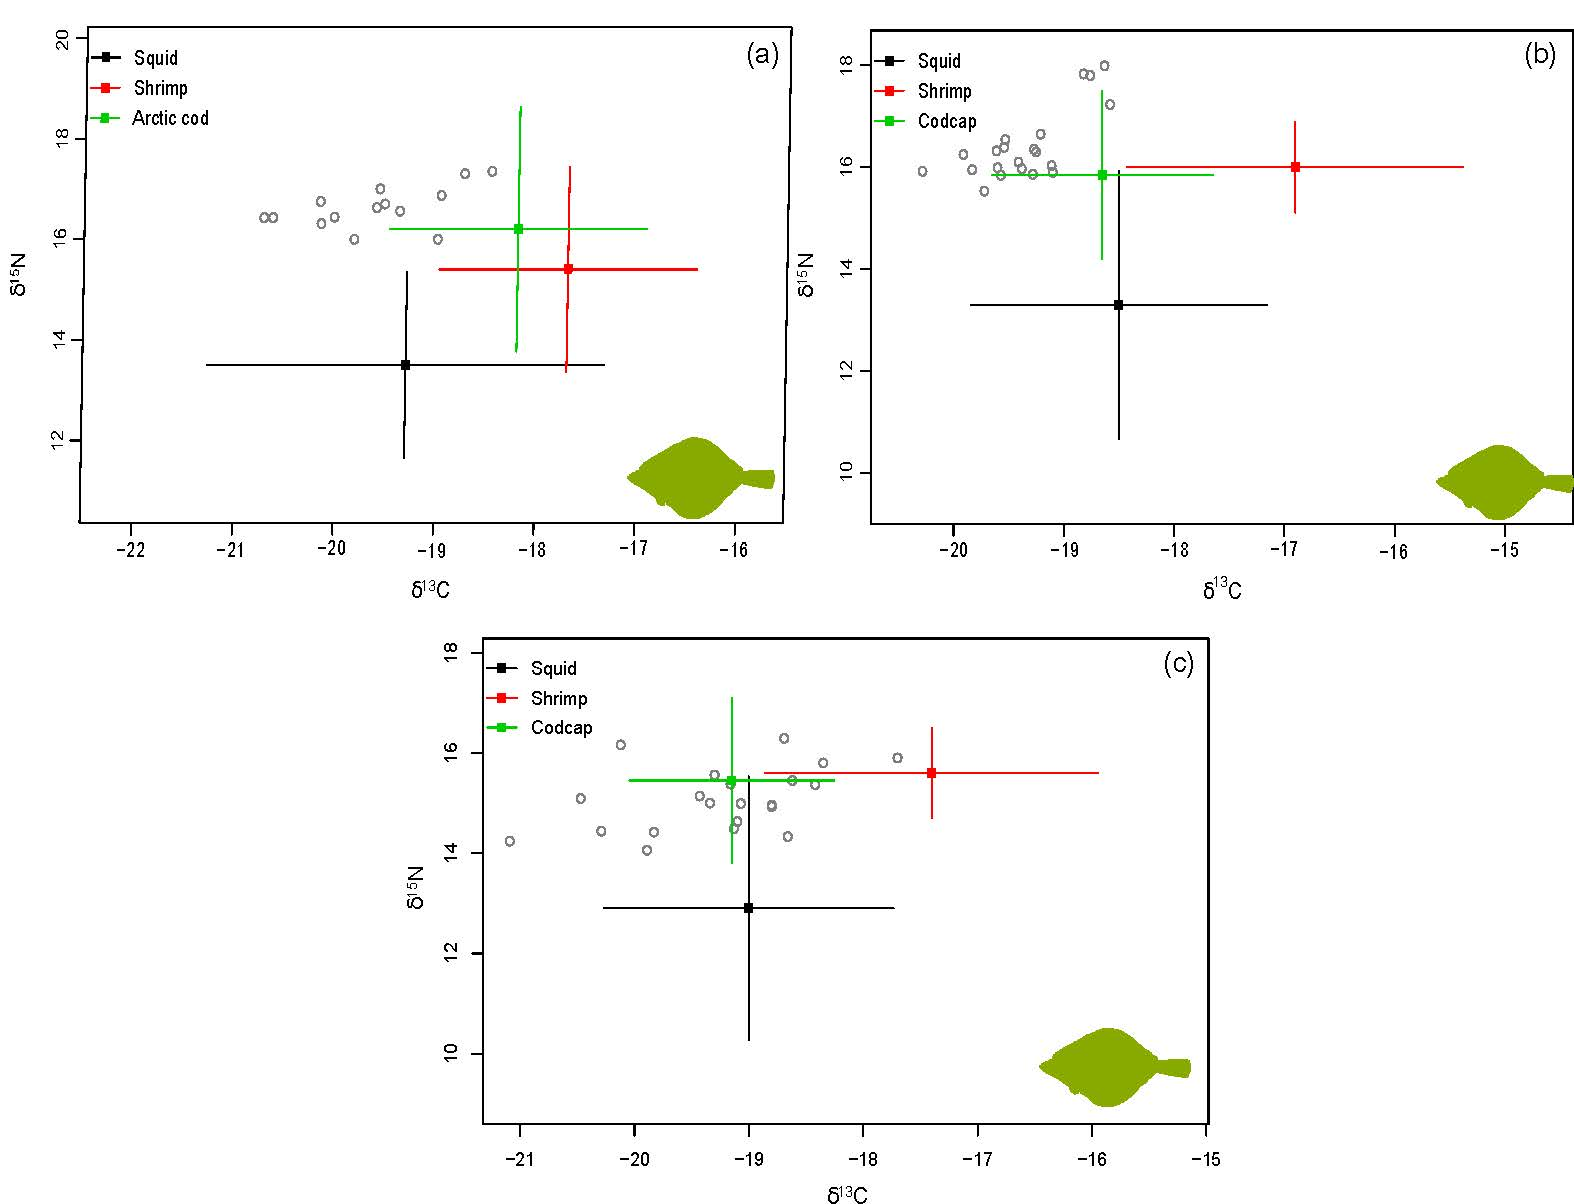 (a)
Squid
Shrimp
Arctic cod
20
18
16
14
12
δ¹⁵N
−22 −21 −20 −19 −18 −17 −16
δ¹³C
(b)
Squid
Shrimp
Codcap
18
16
14
12
10
δ¹⁵N
−20 −19 −18 −17 −16 −15
δ¹³C
(c)
Squid
Shrimp
Codcap
18
16
14
12
10
δ¹⁵N
−21 −20 −19 −18 −17 −16 −15
δ¹³C